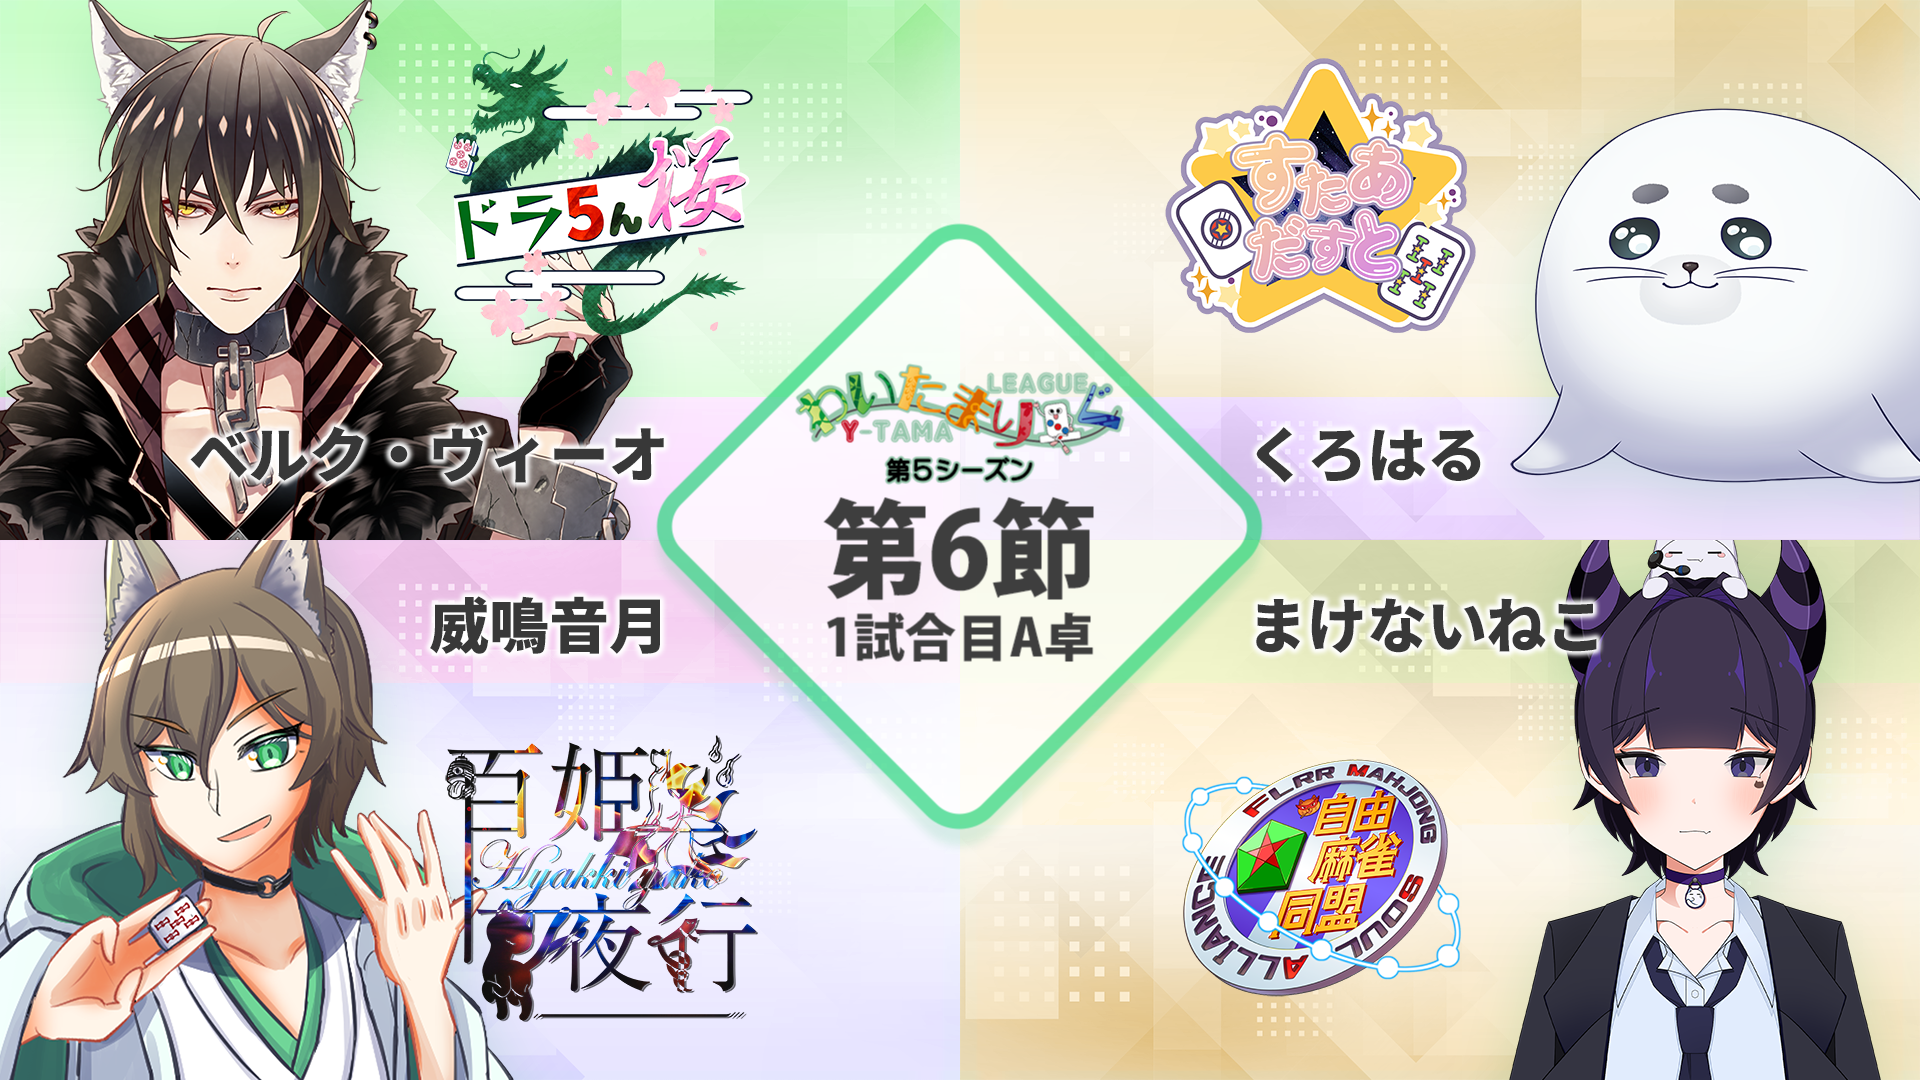 ドラ5ん桜
ベルク・ヴィーオ
すたあ
だすと
くろはる
わいたまりーぐ
LEAGUE
Y-TAMA
第5シーズン
第6節
1試合目A卓
威鳴音月
百姫
Hyakki yako
夜行
まけないねこ
FLRR MAHJONG
SOUL
ALLIANCE
自由
麻雀
同盟